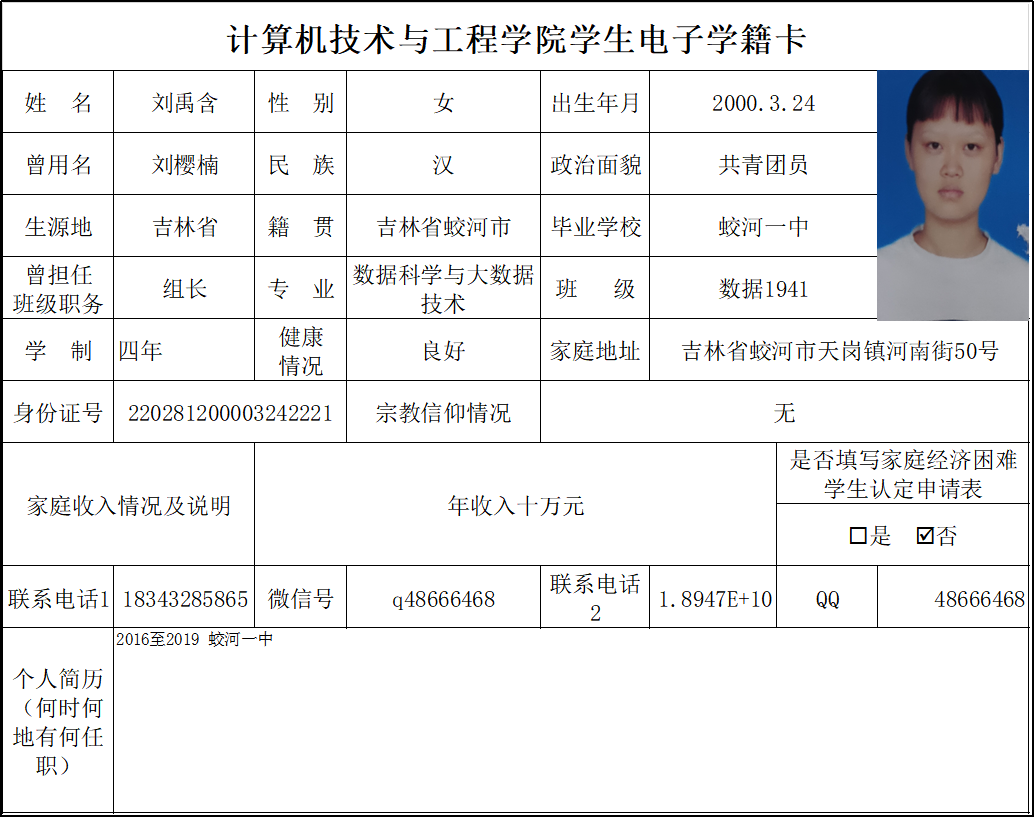 计算机技术与工程学院学生电子学籍卡
姓 名 刘禹含 性 别 女 出生年月 2000.3.24
曾用名 刘樱楠 民 族 汉 政治面貌 共青团员
生源地 吉林省 籍 贯 吉林省蛟河市 毕业学校 蛟河一中
曾担任
班级职务 组长 专 业 数据科学与大数据
技术 班 级 数据1941
学 制 四年 健康
情况 良好 家庭地址 吉林省蛟河市天岗镇河南街50号
身份证号 220281200003242221 宗教信仰情况 无
家庭收入情况及说明 年收入十万元 是否填写家庭经济困难
学生认定申请表
☐是 ☑否
联系电话1 18343285865 微信号 q48666468 联系电话
2 1.8947E+10 QQ 48666468
个人简历
（何时何
地有何任
职） 2016至2019 蛟河一中